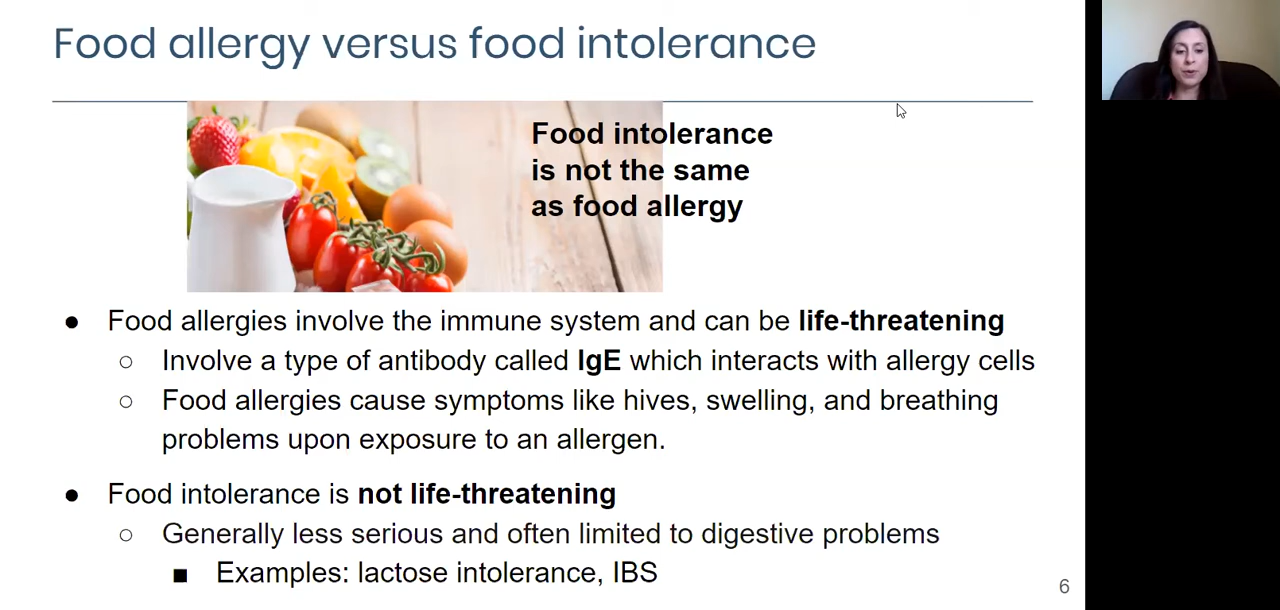 Food allergy versus food intolerance
Food intolerance
is not the same
as food allergy
● Food allergies involve the immune system and can be life-threatening
○ Involve a type of antibody called IgE which interacts with allergy cells
○ Food allergies cause symptoms like hives, swelling, and breathing
problems upon exposure to an allergen.
● Food intolerance is not life-threatening
○ Generally less serious and often limited to digestive problems
■ Examples: lactose intolerance, IBS
6